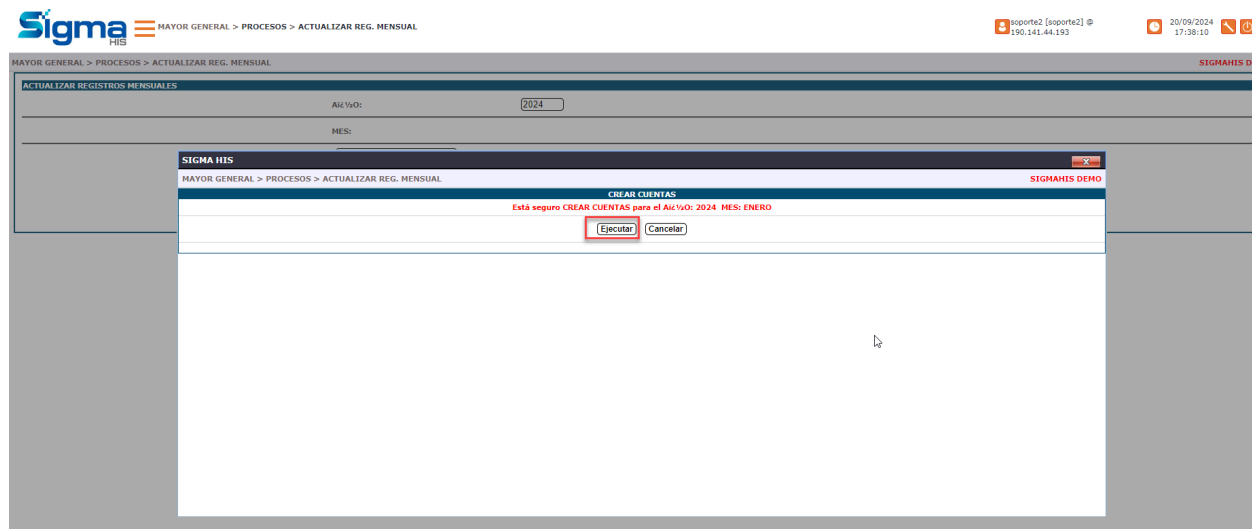 Sigma
HIS
MAYOR GENERAL > PROCESOS > ACTUALIZAR REG. MENSUAL
soporte2 [soporte2] @
190.141.44.193
20/09/2024
17:38:10
MAYOR GENERAL > PROCESOS > ACTUALIZAR REG. MENSUAL
SIGMAHIS D
ACTUALIZAR REGISTROS MENSUALES
Aï¿½O:
2024
MES:
SIGMA HIS
x
MAYOR GENERAL > PROCESOS > ACTUALIZAR REG. MENSUAL
SIGMAHIS DEMO
CREAR CUENTAS
Está seguro CREAR CUENTAS para el Aï¿½O: 2024 MES: ENERO
Ejecutar
Cancelar